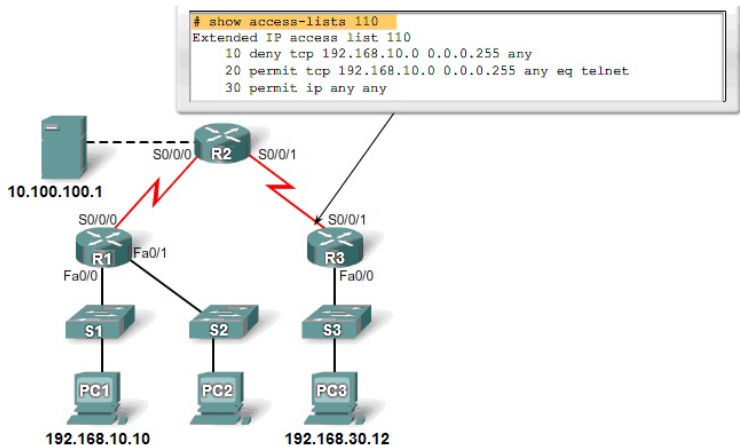 # show access-lists 110
Extended IP access list 110
10 deny tcp 192.168.10.0 0.0.0.255 any
20 permit tcp 192.168.10.0 0.0.0.255 any eq telnet
30 permit ip any any
S0/0/0
R2
S0/0/1
10.100.100.1
S0/0/0
S0/0/1
R1
Fa0/1
R3
Fa0/0
Fa0/0
S1
S2
S3
PC1
PC2
PC3
192.168.10.10
192.168.30.12